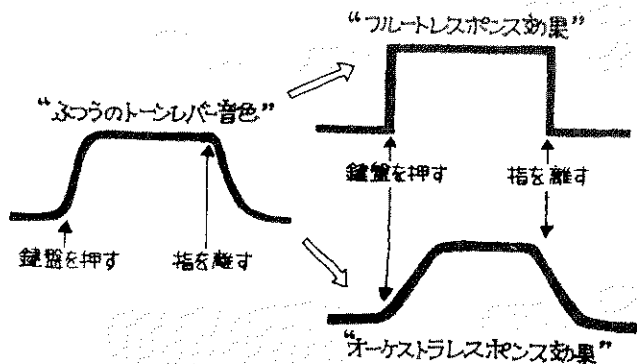 “フルートレスポンス効果”
“ふつうのトーンレバー音色”
鍵盤を押す
指を離す
鍵盤を押す
指を離す
“オーケストラレスポンス効果”